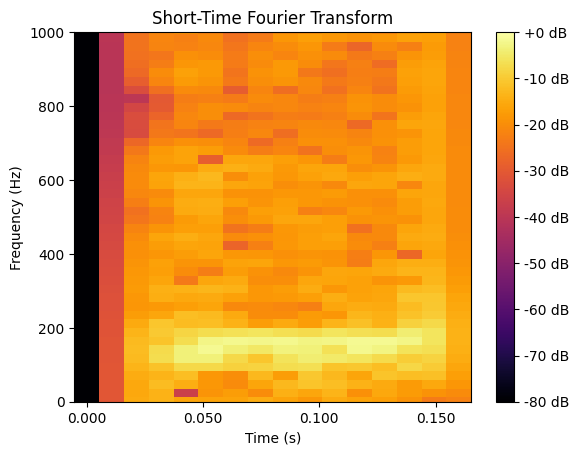 Short-Time Fourier Transform
1000
800
600
400
200
0
Frequency (Hz)
0.000
0.050
0.100
0.150
Time (s)
+0 dB
-10 dB
-20 dB
-30 dB
-40 dB
-50 dB
-60 dB
-70 dB
-80 dB